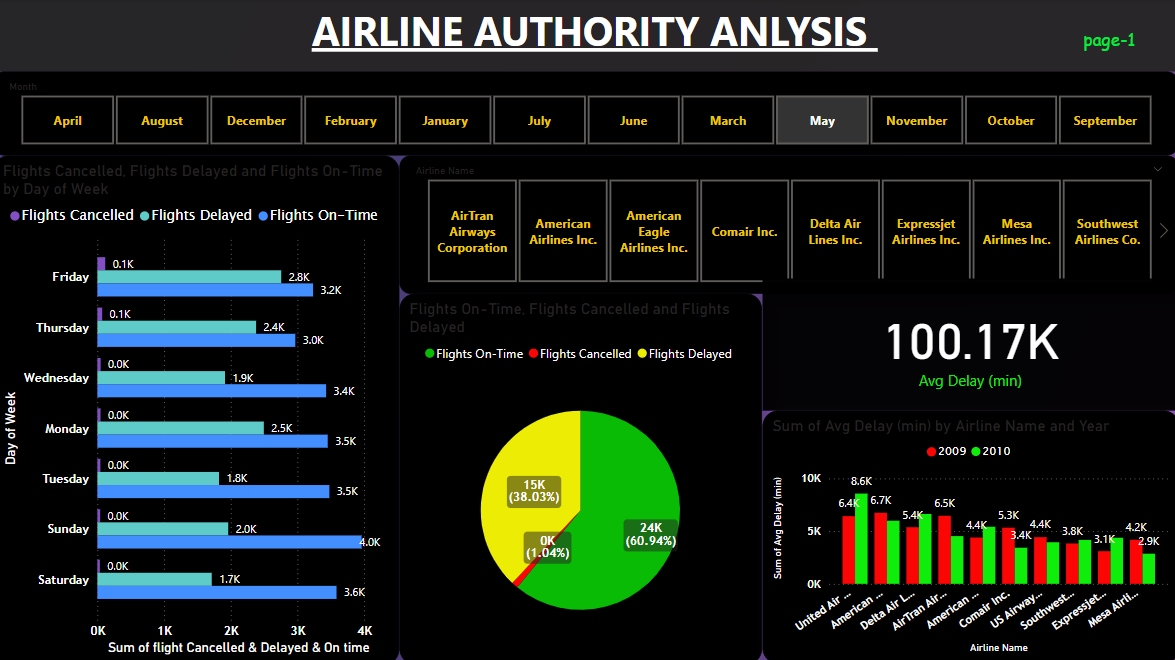 AIRLINE AUTHORITY ANLYSIS
page-1
Month
April
August
December
February
January
July
June
March
May
November
October
September
Flights Cancelled, Flights Delayed and Flights On-Time
by Day of Week
Flights Cancelled
Flights Delayed
Flights On-Time
Day of Week
Friday
0.1K
2.8K
3.2K
Thursday
0.1K
2.4K
3.0K
Wednesday
0.0K
1.9K
3.4K
Monday
0.0K
2.5K
3.5K
Tuesday
0.0K
1.8K
3.5K
Sunday
0.0K
2.0K
4.0K
Saturday
0.0K
1.7K
3.6K
0K
1K
2K
3K
4K
Sum of flight Cancelled & Delayed & On time
Airline Name
AirTran
Airways
Corporation
American
Airlines Inc.
American
Eagle
Airlines Inc.
Comair Inc.
Delta Air
Lines Inc.
Expressjet
Airlines Inc.
Mesa
Airlines Inc.
Southwest
Airlines Co.
Flights On-Time, Flights Cancelled and Flights
Delayed
Flights On-Time
Flights Cancelled
Flights Delayed
15K
(38.03%)
24K
(60.94%)
0K
(1.04%)
100.17K
Avg Delay (min)
Sum of Avg Delay (min) by Airline Name and Year
2009
2010
Sum of Avg Delay (min)
10K
5K
0K
6.4K
8.6K
6.7K
5.4K
6.5K
4.4K
5.3K
3.4K
4.4K
3.8K
3.1K
4.2K
2.9K
United Air ...
American ...
Delta Air L...
AirTran Air...
American ...
Comair Inc.
US Airway...
Southwest...
Expressjet...
Mesa Airli...
Airline Name